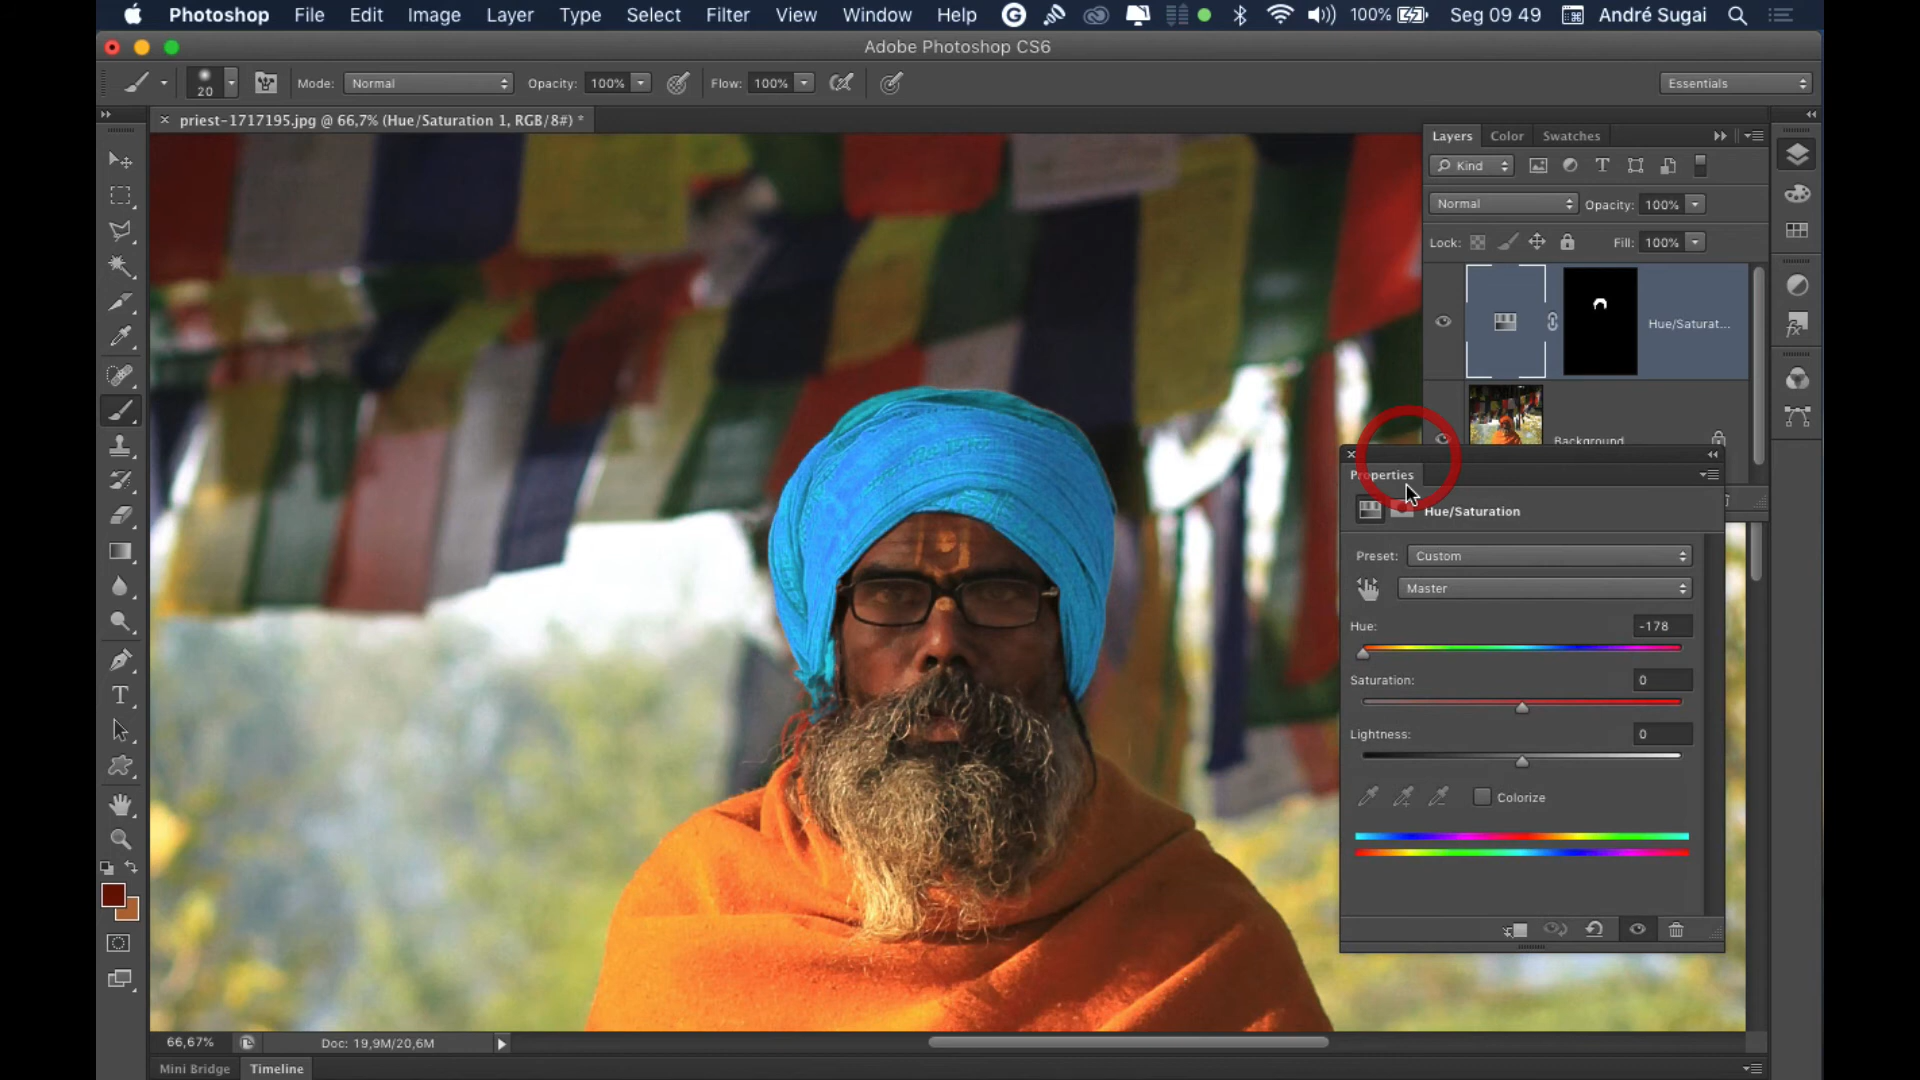 Photoshop File Edit Image Layer Type Select Filter View Window Help 100% Seg 09 49 André Sugai
Adobe Photoshop CS6
20 Mode: Normal Opacity: 100% Flow: 100% Essentials
priest-1717195.jpg @ 66,7% (Hue/Saturation 1, RGB/8#) *
Layers Color Swatches
Kind
Normal Opacity: 100%
Lock: Fill: 100%
Hue/Saturat...
Background
Properties
Hue/Saturation
Preset: Custom
Master
Hue: -178
Saturation: 0
Lightness: 0
Colorize
66,67% Doc: 19,9M/20,6M
Mini Bridge Timeline